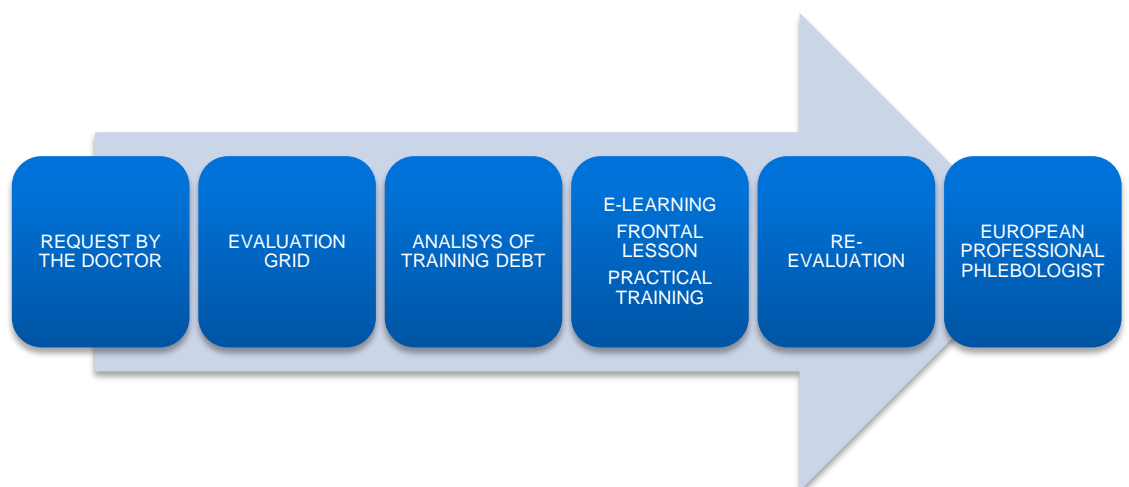 REQUEST BY
THE DOCTOR
EVALUATION
GRID
ANALISYS OF
TRAINING DEBT
E-LEARNING
FRONTAL
LESSON
PRACTICAL
TRAINING
RE-
EVALUATION
EUROPEAN
PROFESSIONAL
PHLEBOLOGIST